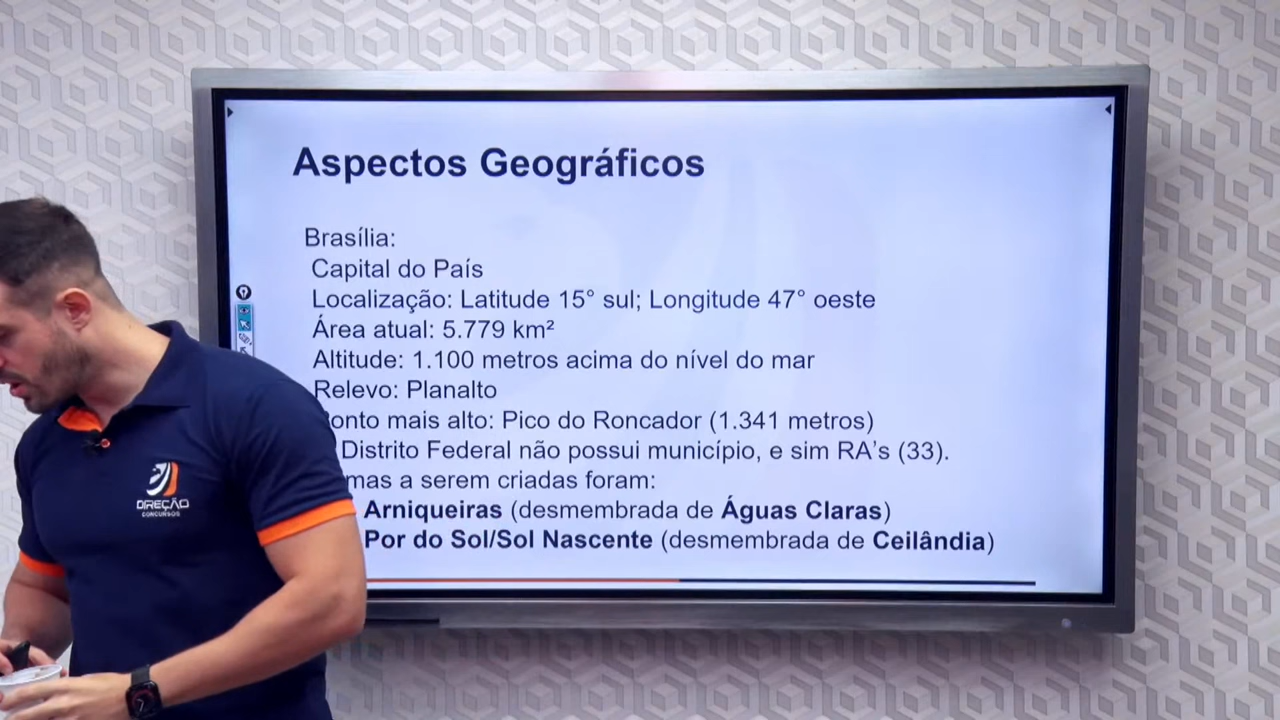 Aspectos Geográficos
Brasília:
Capital do País
Localização: Latitude 15° sul; Longitude 47° oeste
Área atual: 5.779 km²
Altitude: 1.100 metros acima do nível do mar
Relevo: Planalto
onto mais alto: Pico do Roncador (1.341 metros)
Distrito Federal não possui município, e sim RA's (33).
mas a serem criadas foram:
Arniqueiras (desmembrada de Águas Claras)
Por do Sol/Sol Nascente (desmembrada de Ceilândia)
DIREÇÃO
CONCURSOS